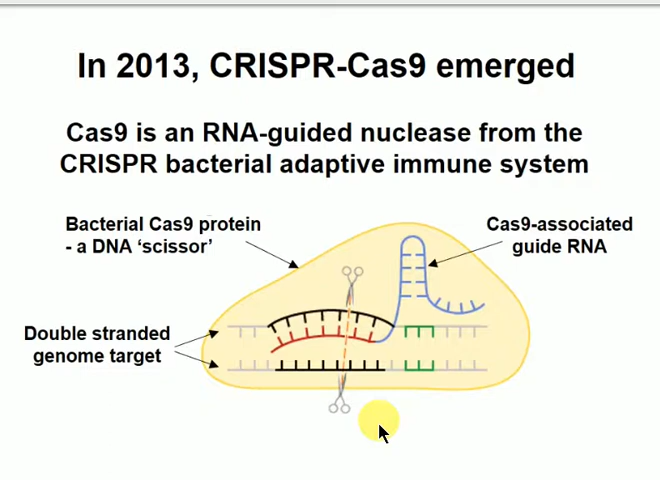 In 2013, CRISPR-Cas9 emerged
Cas9 is an RNA-guided nuclease from the
CRISPR bacterial adaptive immune system
Bacterial Cas9 protein
- a DNA ‘scissor’
Cas9-associated
guide RNA
Double stranded
genome target